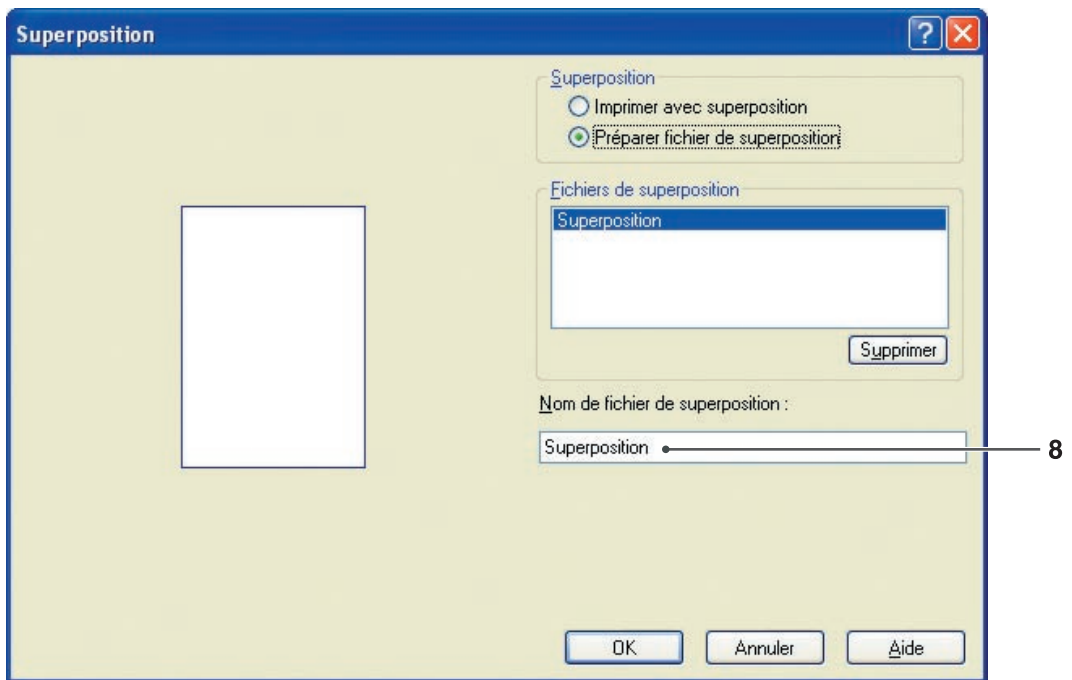 Superposition
Superposition
Imprimer avec superposition
Préparer fichier de superposition
Fichiers de superposition
Superposition
Supprimer
Nom de fichier de superposition :
Superposition
8
OK Annuler Aide